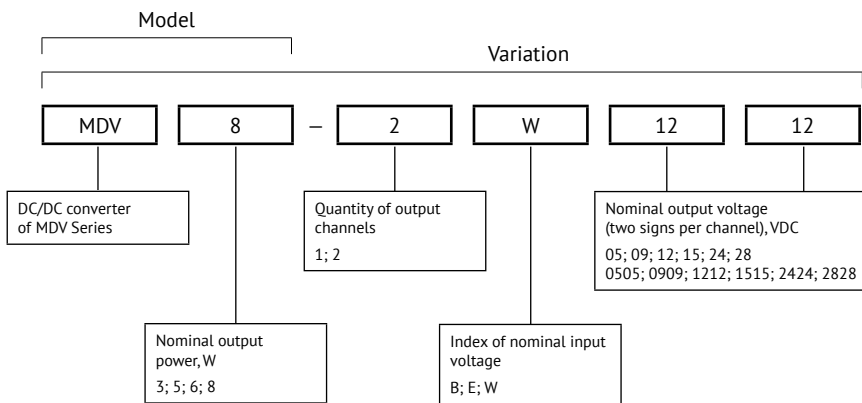 Model
Variation
MDV
8
–
2
W
12
12
DC/DC converter
of MDV Series
Quantity of output
channels
1; 2
Nominal output voltage
(two signs per channel), VDC
05; 09; 12; 15; 24; 28
0505; 0909; 1212; 1515; 2424; 2828
Nominal output
power, W
3; 5; 6; 8
Index of nominal input
voltage
B; E; W